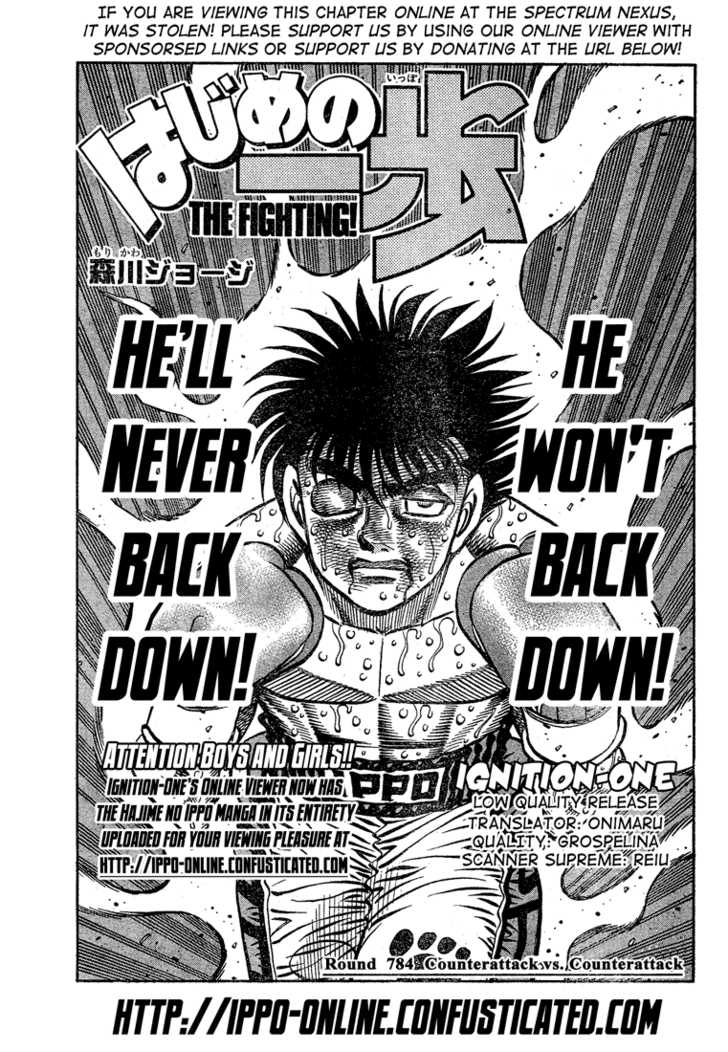 IF YOU ARE VIEWING THIS CHAPTER ONLINE AT THE SPECTRUM NEXUS,
IT WAS STOLEN! PLEASE SUPPORT US BY USING OUR ONLINE VIEWER WITH
SPONSORSED LINKS OR SUPPORT US BY DONATING AT THE URL BELOW!
いっぽ
はじめの一歩
THE FIGHTING!
もり かわ
森川ジョージ
HE'LL
NEVER
BACK
DOWN!
HE
WON'T
BACK
DOWN!
ATTENTION BOYS AND GIRLS!!
IGNITION-ONE'S ONLINE VIEWER NOW HAS
THE HAJIME NO IPPO MANGA IN ITS ENTIRETY
UPLOADED FOR YOUR VIEWING PLEASURE AT
HTTP://IPPO-ONLINE.CONFUSTICATED.COM
IPPO
IGNITION-ONE
LOW QUALITY RELEASE
TRANSLATOR: ONIMARU
QUALITY: GROSPELINA
SCANNER SUPREME: REIU
Round 784: Counterattack vs. Counterattack
HTTP://IPPO-ONLINE.CONFUSTICATED.COM